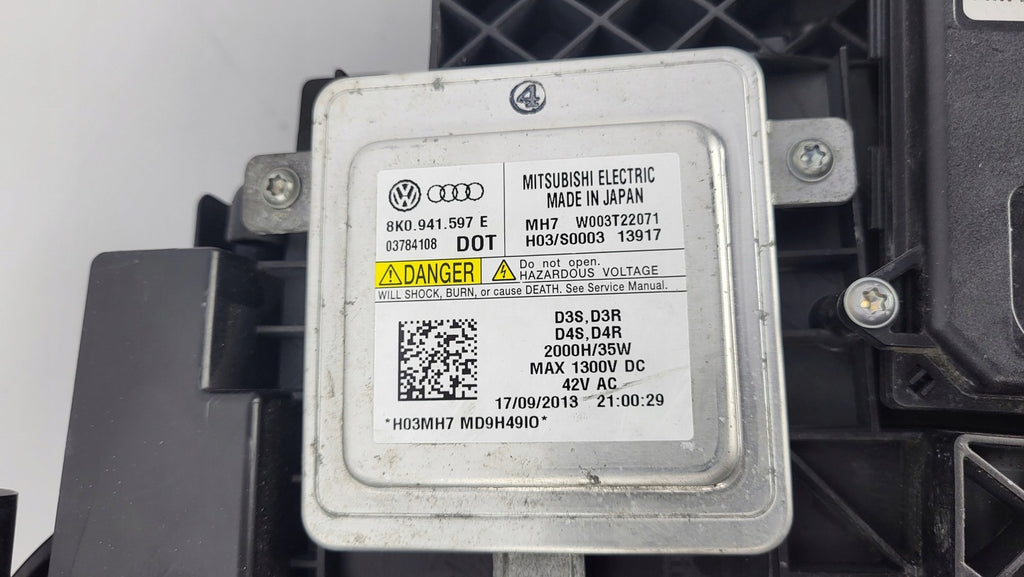 4
8K0.941.597 E
03784108 DOT
MITSUBISHI ELECTRIC
MADE IN JAPAN
MH7 W003T22071
H03/S0003 13917
DANGER
Do not open.
HAZARDOUS VOLTAGE
WILL SHOCK, BURN, or cause DEATH. See Service Manual.
D3S,D3R
D4S,D4R
2000H/35W
MAX 1300V DC
42V AC
17/09/2013 21:00:29
*H03MH7 MD9H49I0*